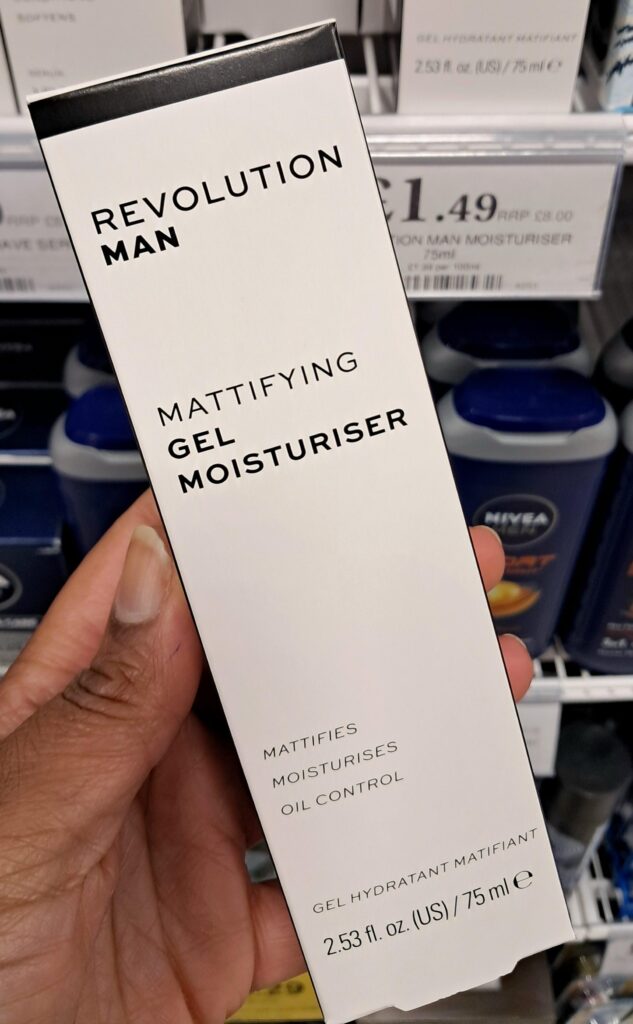 SOFTENS
GEL HYDRATANT MATIFIANT
2.53 fl. oz. (US) / 75 ml ℮
REVOLUTION
MAN
£1.49 RRP £8.00
MAN MOISTURISER
75ml
MATTIFYING
GEL
MOISTURISER
NIVEA
MEN
MATTIFIES
MOISTURISES
OIL CONTROL
GEL HYDRATANT MATIFIANT
2.53 fl. oz. (US) / 75 ml ℮